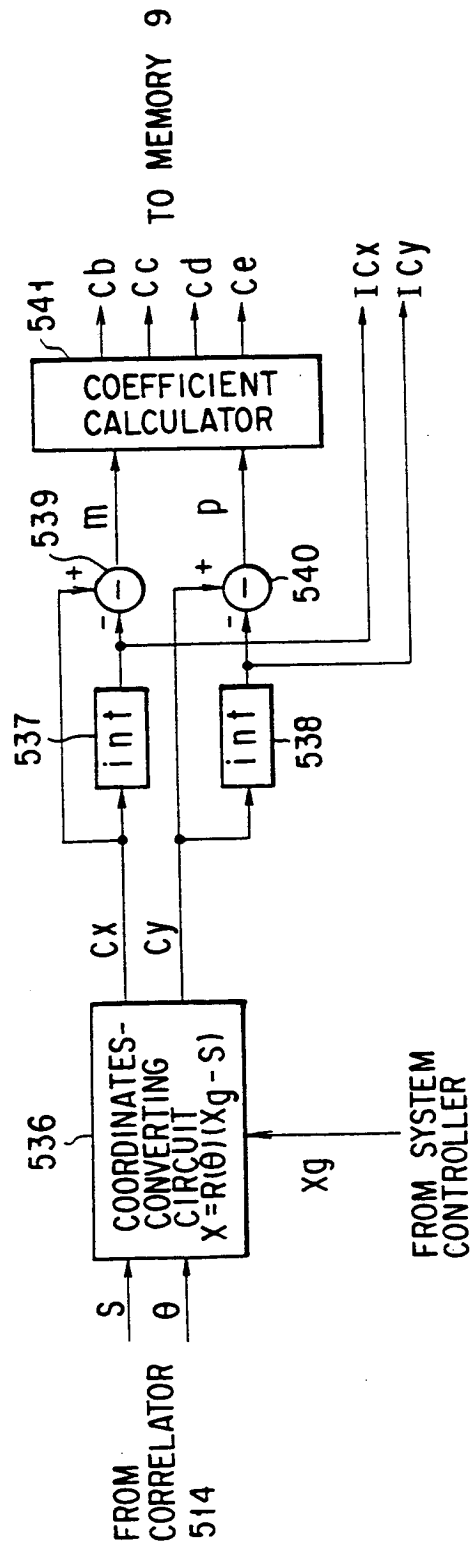 FROM
CORRELATOR
514
S
θ
536
COORDINATES-
CONVERTING
CIRCUIT
X=R(θ)(Xg-S)
Xg
FROM SYSTEM
CONTROLLER
Cx
Cy
537
int
int
538
+
-
-
539
m
+
-
-
540
p
541
COEFFICIENT
CALCULATOR
Cb
Cc
Cd
Ce
TO MEMORY 9
ICx
ICy